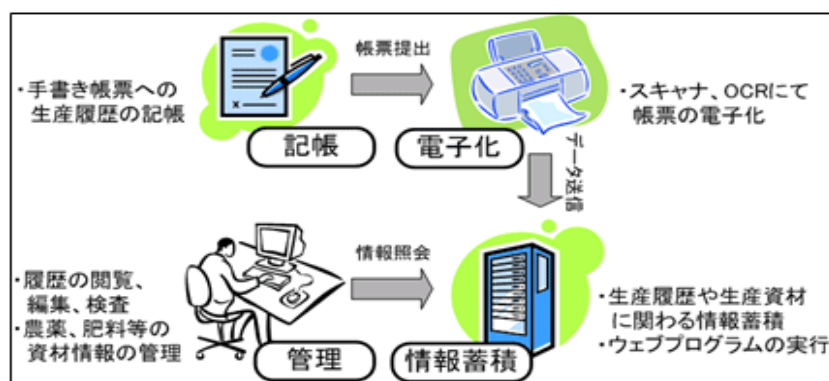 ・手書き帳票への
生産履歴の記帳
帳票提出
・スキャナ、OCRにて
帳票の電子化
記帳
電子化
データ送信
・履歴の閲覧、
編集、検査
・農薬、肥料等の
資材情報の管理
情報照会
・生産履歴や生産資材
に関わる情報蓄積
・ウェブプログラムの実行
管理
情報蓄積